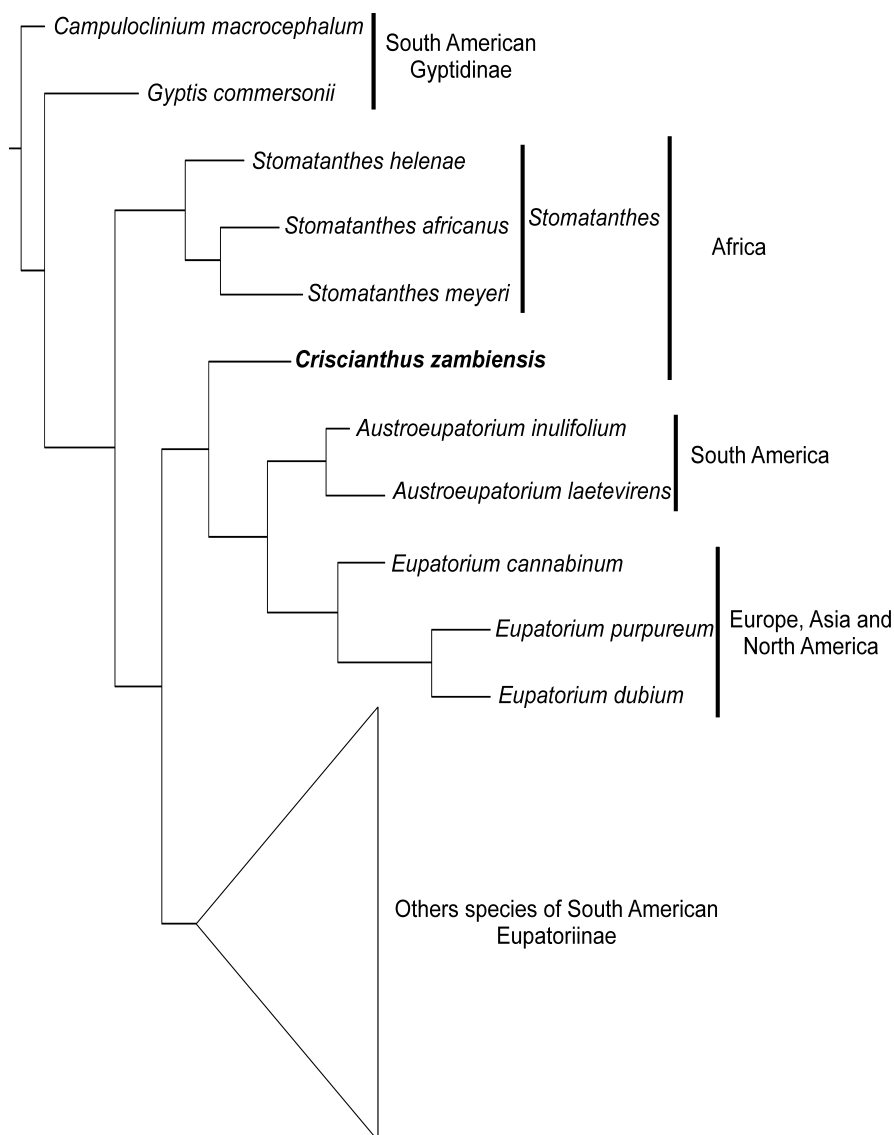 Campuloclinium macrocephalum
South American
Gyptidinae
Gyptis commersonii
Stomatanthes helenae
Stomatanthes africanus
Stomatanthes
Stomatanthes meyeri
Africa
Criscianthus zambiensis
Austroeupatorium inulifolium
South America
Austroeupatorium laetevirens
Eupatorium cannabinum
Eupatorium purpureum
Europe, Asia and
North America
Eupatorium dubium
Others species of South American
Eupatoriinae